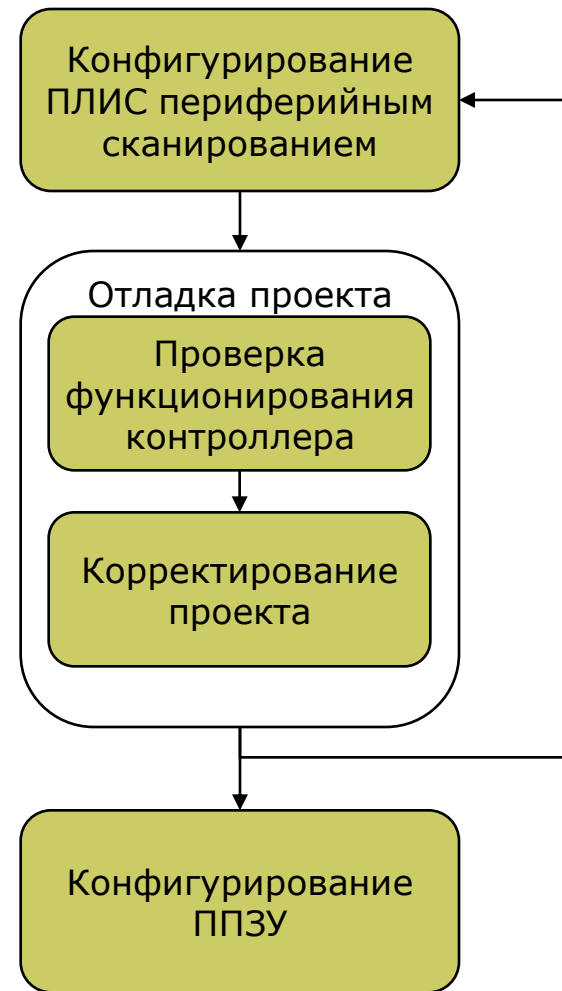 Конфигурирование
ПЛИС периферийным
сканированием
Отладка проекта
Проверка
функционирования
контроллера
Корректирование
проекта
Конфигурирование
ППЗУ